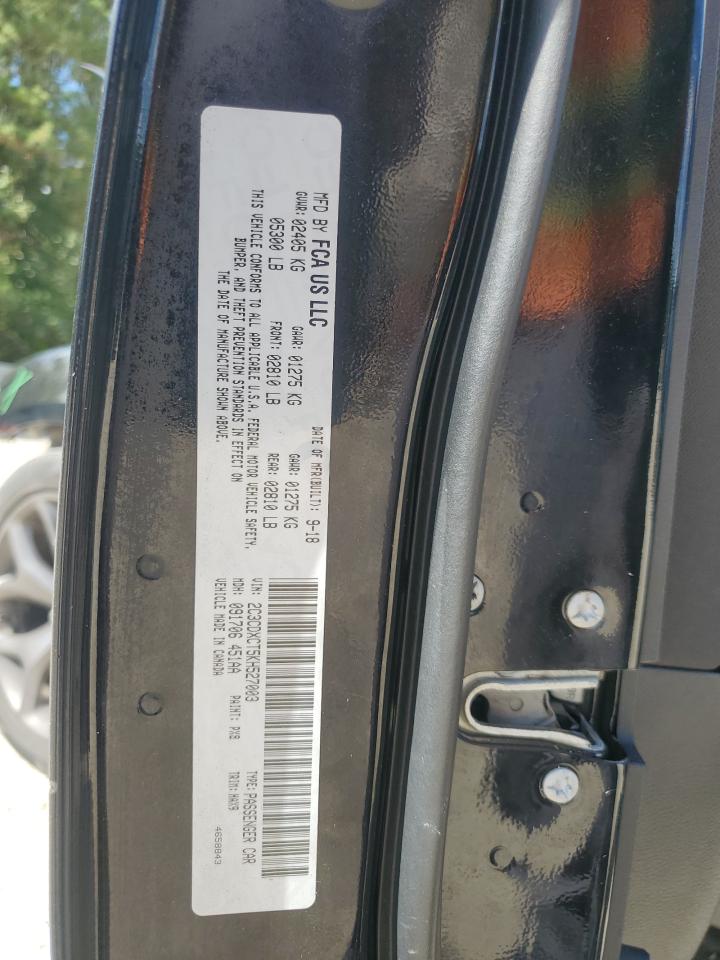 MFD BY FCA US LLC
DATE OF MFR(BUILT): 9-18
GVWR: 02405 KG
GAWR: 01275 KG
GAWR: 01275 KG
05300 LB
FRONT: 02810 LB
REAR: 02810 LB
THIS VEHICLE CONFORMS TO ALL APPLICABLE U.S.A. FEDERAL MOTOR VEHICLE SAFETY,
BUMPER, AND THEFT PREVENTION STANDARDS IN EFFECT ON
THE DATE OF MANUFACTURE SHOWN ABOVE.
VIN: 2C3CDXCT5KH527003
TYPE: PASSENGER CAR
MDH: 091706 451AA
PAINT: PX8
TRIM: HAX9
VEHICLE MADE IN CANADA
4658843